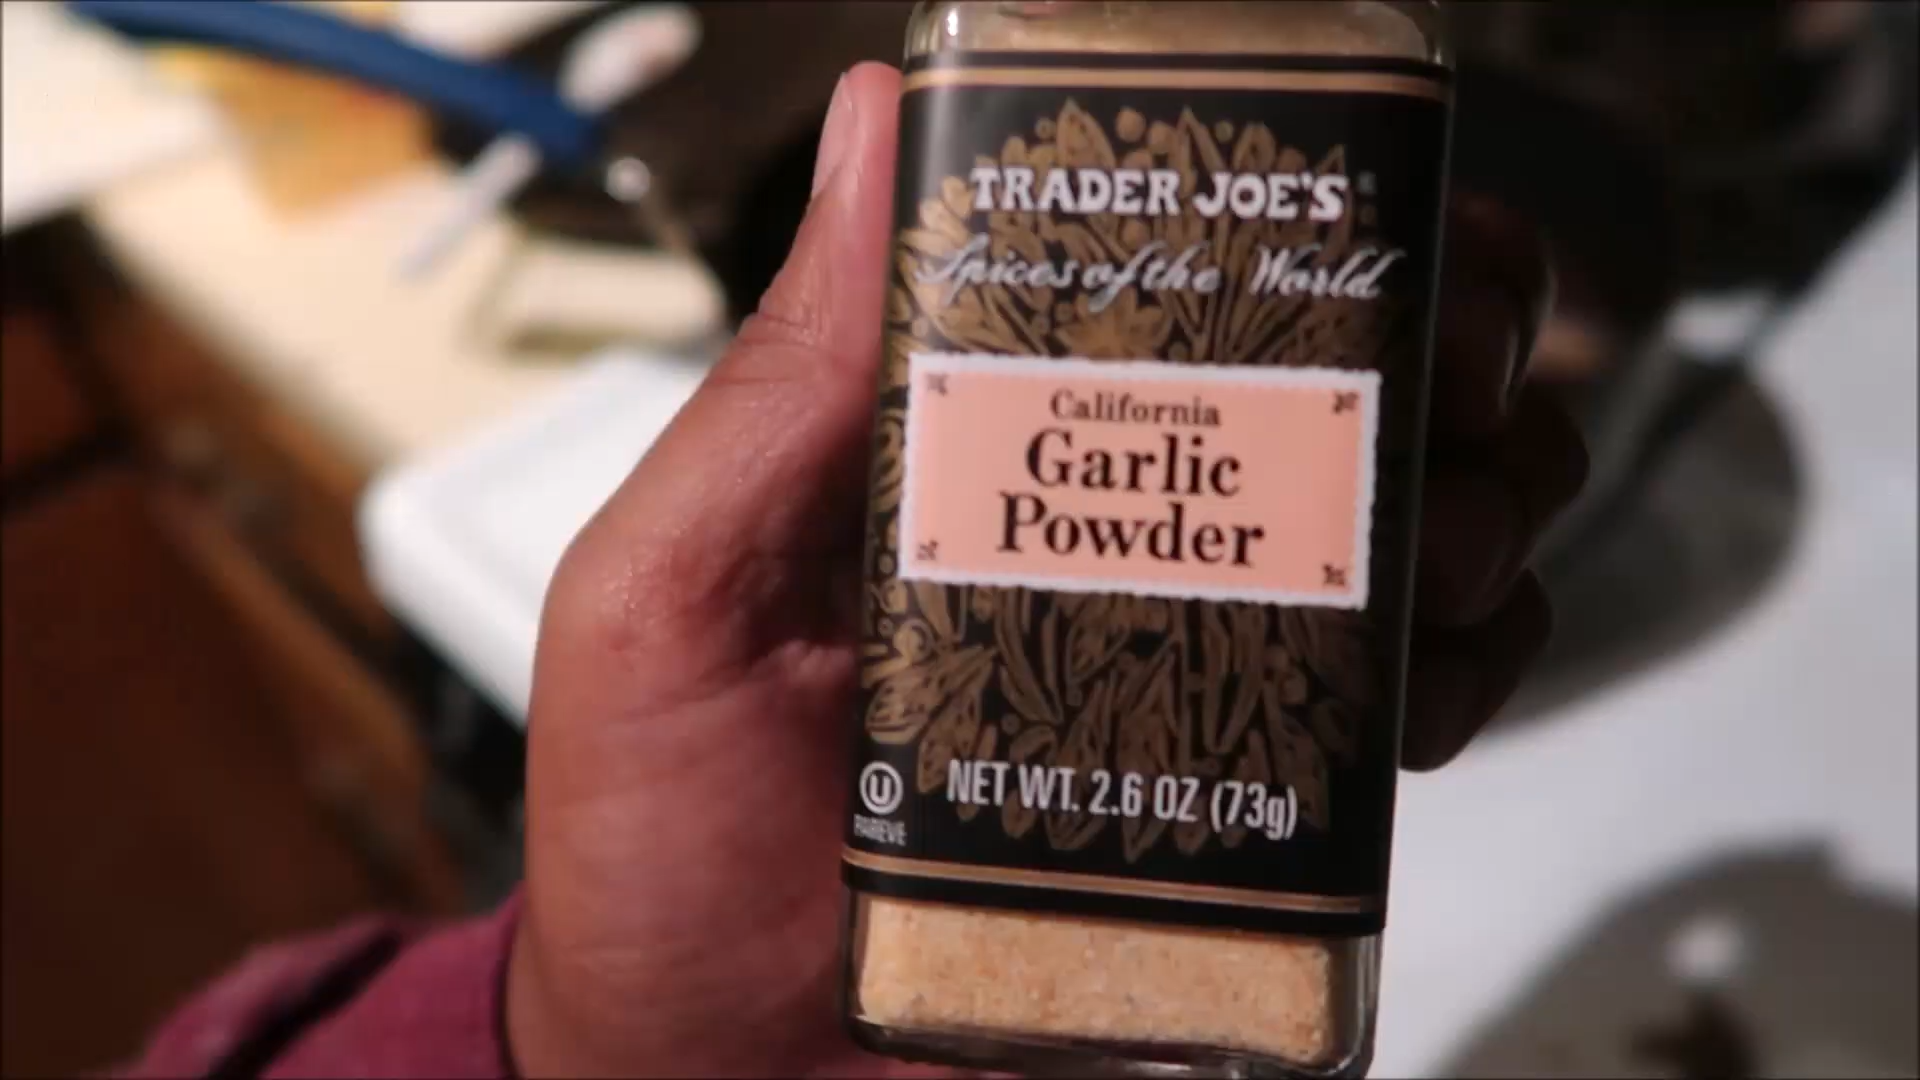 TRADER JOE'S
Spices of the World
California
Garlic
Powder
U
PAREVE
NET WT. 2.6 OZ (73g)